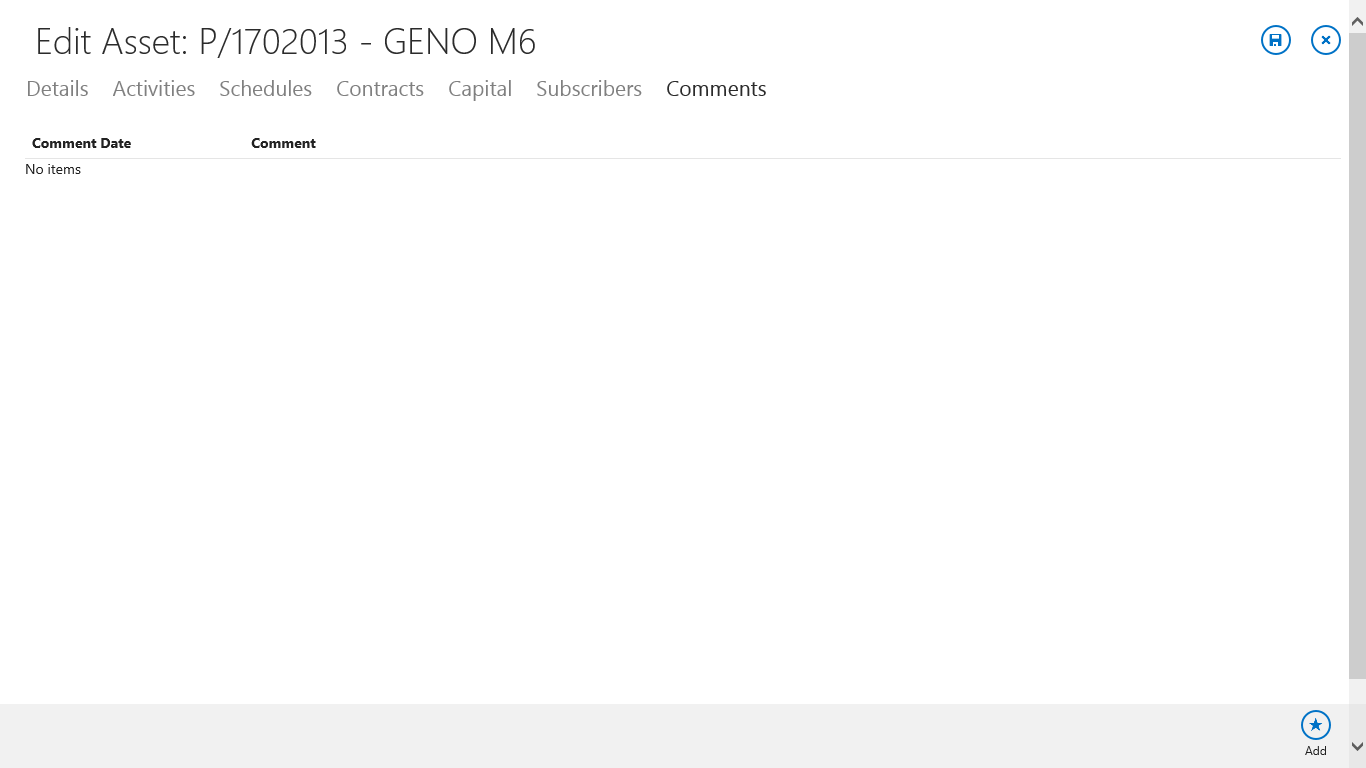 Edit Asset: P/1702013 - GENO M6
Details Activities Schedules Contracts Capital Subscribers Comments
Comment Date Comment
No items
Add